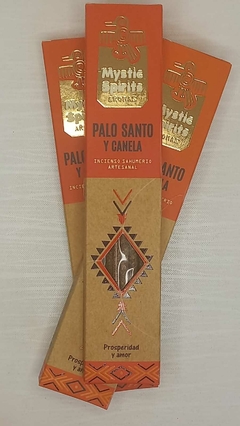 Mystic
Spirits
AROMAS
PALO SANTO
Y CANELA
INCIENSO SAHUMERIO
ARTESANAL
Prosperidad
y amor